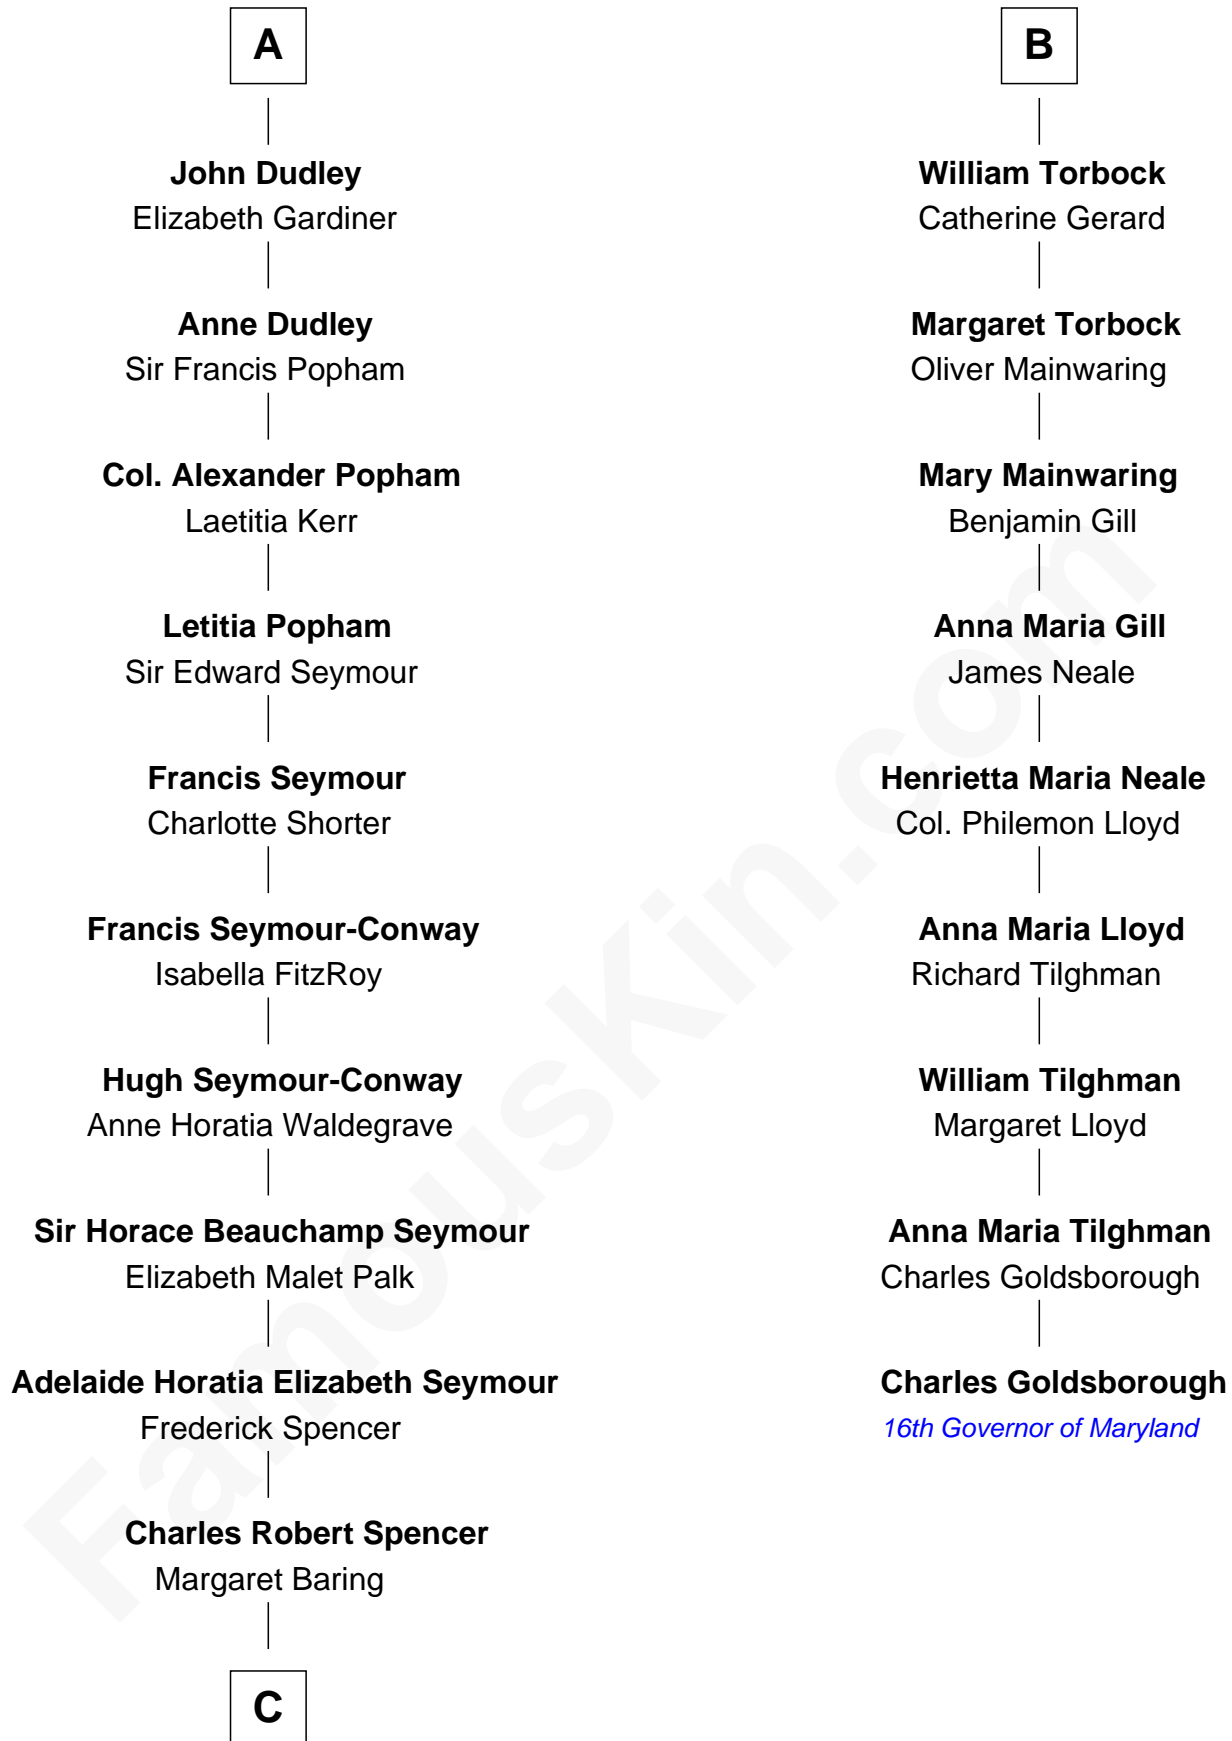 A
John Dudley
Elizabeth Gardiner
Anne Dudley
Sir Francis Popham
Col. Alexander Popham
Laetitia Kerr
Letitia Popham
Sir Edward Seymour
Francis Seymour
Charlotte Shorter
Francis Seymour-Conway
Isabella FitzRoy
Hugh Seymour-Conway
Anne Horatia Waldegrave
Sir Horace Beauchamp Seymour
Elizabeth Malet Palk
Adelaide Horatia Elizabeth Seymour
Frederick Spencer
Charles Robert Spencer
Margaret Baring
C
B
William Torbock
Catherine Gerard
Margaret Torbock
Oliver Mainwaring
Mary Mainwaring
Benjamin Gill
Anna Maria Gill
James Neale
Henrietta Maria Neale
Col. Philemon Lloyd
Anna Maria Lloyd
Richard Tilghman
William Tilghman
Margaret Lloyd
Anna Maria Tilghman
Charles Goldsborough
Charles Goldsborough
16th Governor of Maryland
FamousKin.com